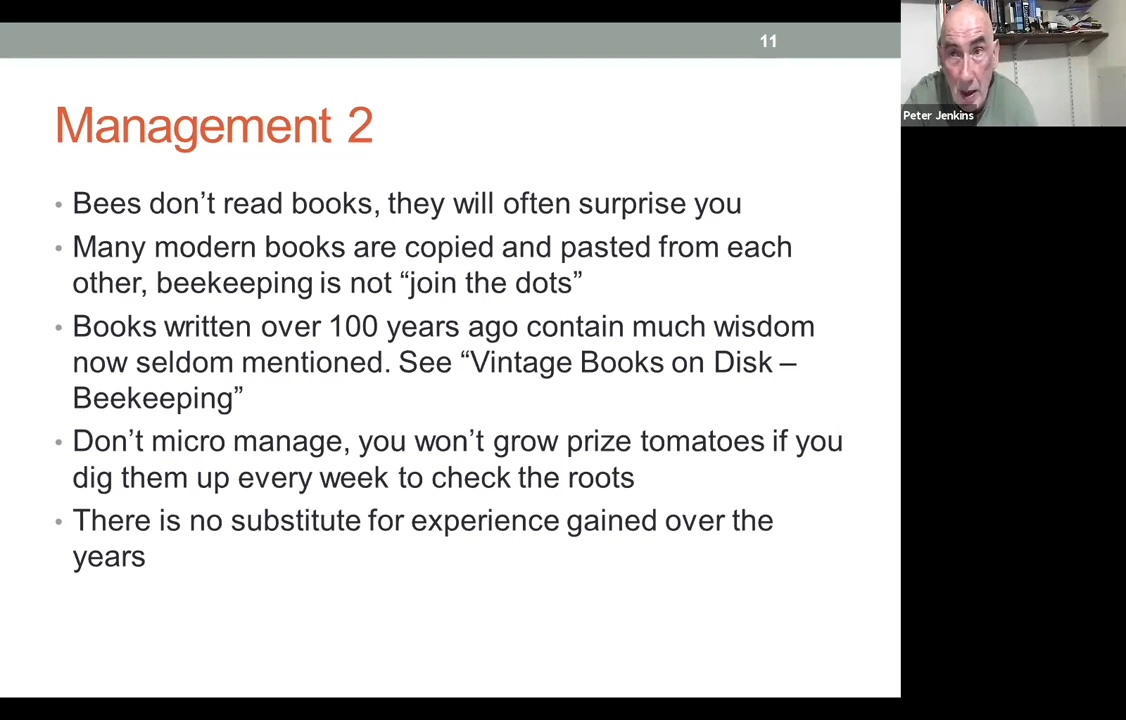 11
Peter Jenkins
Management 2
• Bees don’t read books, they will often surprise you
• Many modern books are copied and pasted from each
other, beekeeping is not “join the dots”
• Books written over 100 years ago contain much wisdom
now seldom mentioned. See “Vintage Books on Disk –
Beekeeping”
• Don’t micro manage, you won’t grow prize tomatoes if you
dig them up every week to check the roots
• There is no substitute for experience gained over the
years